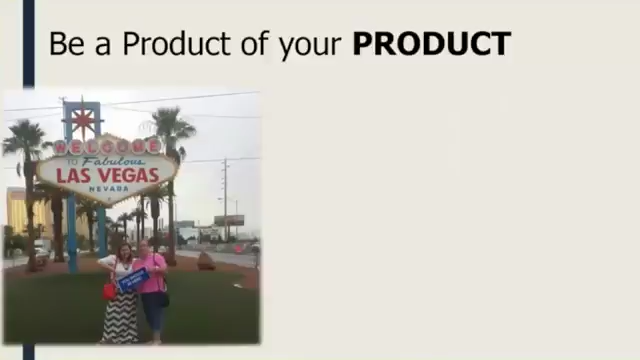 Be a Product of your PRODUCT
WELCOME
TO Fabulous
LAS VEGAS
NEVADA